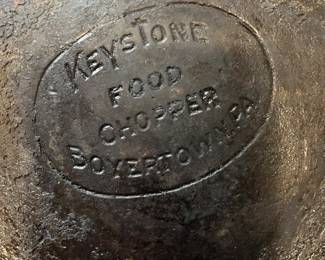 KEYSTONE
FOOD
CHOPPER
BOYERTOWN, PA